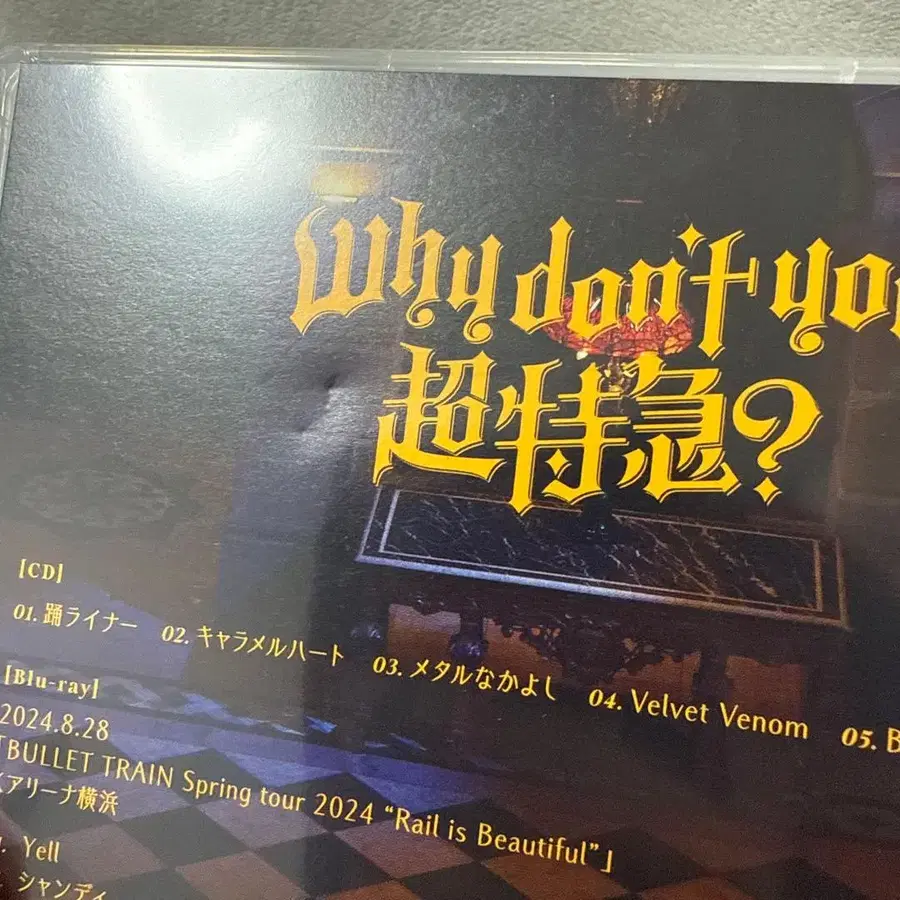 Why don't you
超特急?
[CD]
01. 踊ライナー 02. キャラメルハート 03. メタルなかよし 04. Velvet Venom 05. B
[Blu-ray]
2024.8.28
「BULLET TRAIN Spring tour 2024 “Rail is Beautiful”」
Kアリーナ横浜
Yell
シャンディ